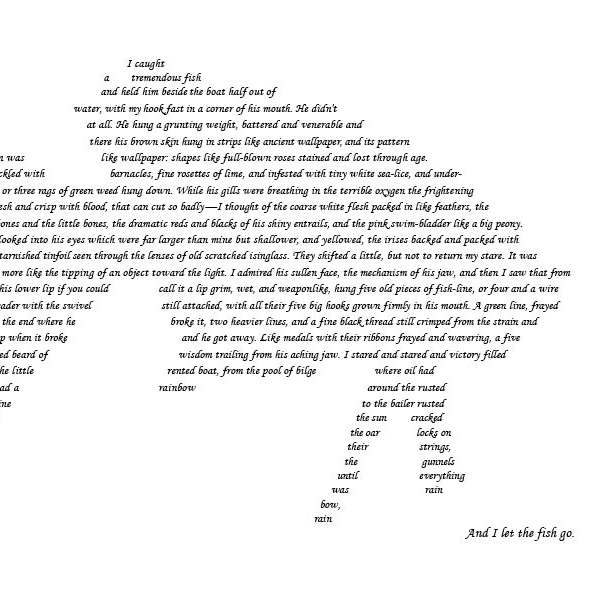 I caught
a tremendous fish
and held him beside the boat half out of
water, with my hook fast in a corner of his mouth. He didn't
at all. He hung a grunting weight, battered and venerable and
there his brown skin hung in strips like ancient wallpaper, and its pattern
n was like wallpaper: shapes like full-blown roses stained and lost through age.
ckled with barnacles, fine rosettes of lime, and infested with tiny white sea-lice, and under-
or three rags of green weed hung down. While his gills were breathing in the terrible oxygen the frightening
esh and crisp with blood, that can cut so badly—I thought of the coarse white flesh packed in like feathers, the
ones and the little bones, the dramatic reds and blacks of his shiny entrails, and the pink swim-bladder like a big peony.
looked into his eyes which were far larger than mine but shallower, and yellowed, the irises backed and packed with
tarnished tinfoil seen through the lenses of old scratched isinglass. They shifted a little, but not to return my stare. It was
more like the tipping of an object toward the light. I admired his sullen face, the mechanism of his jaw, and then I saw that from
his lower lip if you could call it a lip grim, wet, and weaponlike, hung five old pieces of fish-line, or four and a wire
eader with the swivel still attached, with all their five big hooks grown firmly in his mouth. A green line, frayed
the end where he broke it, two heavier lines, and a fine black thread still crimped from the strain and
p when it broke and he got away. Like medals with their ribbons frayed and wavering, a five
ed beard of wisdom trailing from his aching jaw. I stared and stared and victory filled
he little rented boat, from the pool of bilge where oil had
ad a rainbow around the rusted
ine to the bailer rusted
the sun cracked
the oar locks on
their strings,
the gunnels
until everything
was rain
bow,
rain
And I let the fish go.